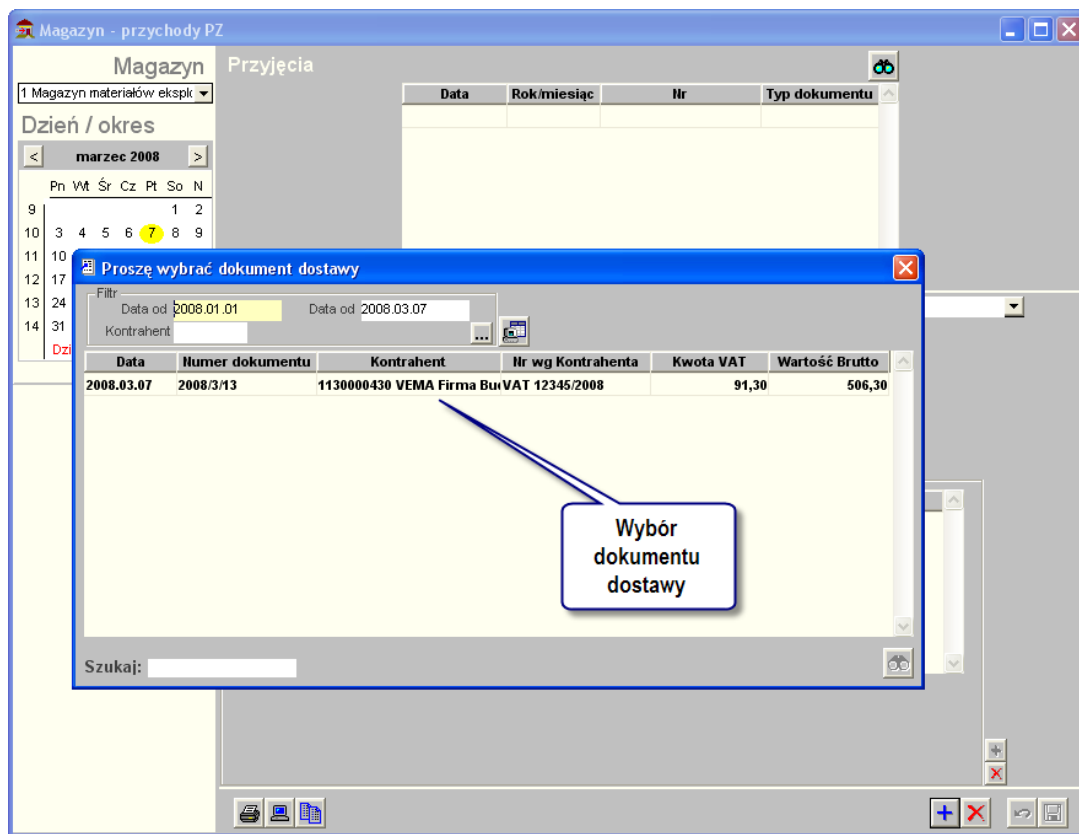 Magazyn - przychody PZ
Magazyn
Przyjęcia
Data Rok/miesiąc Nr Typ dokumentu
Dzień / okres
< marzec 2008 >
Pn Wt Śr Cz Pt So N
9 1 2
10 3 4 5 6 7 8 9
11 10
12 17
13 24
14 31
Proszę wybrać dokument dostawy
Filtr
Data od 2008.01.01 Data od 2008.03.07
Kontrahent ...
Data Numer dokumentu Kontrahent Nr wg Kontrahenta Kwota VAT Wartość Brutto
2008.03.07 2008/3/13 1130000430 VEMA Firma Bu VAT 12345/2008 91,30 506,30
Wybór
dokumentu
dostawy
Szukaj: